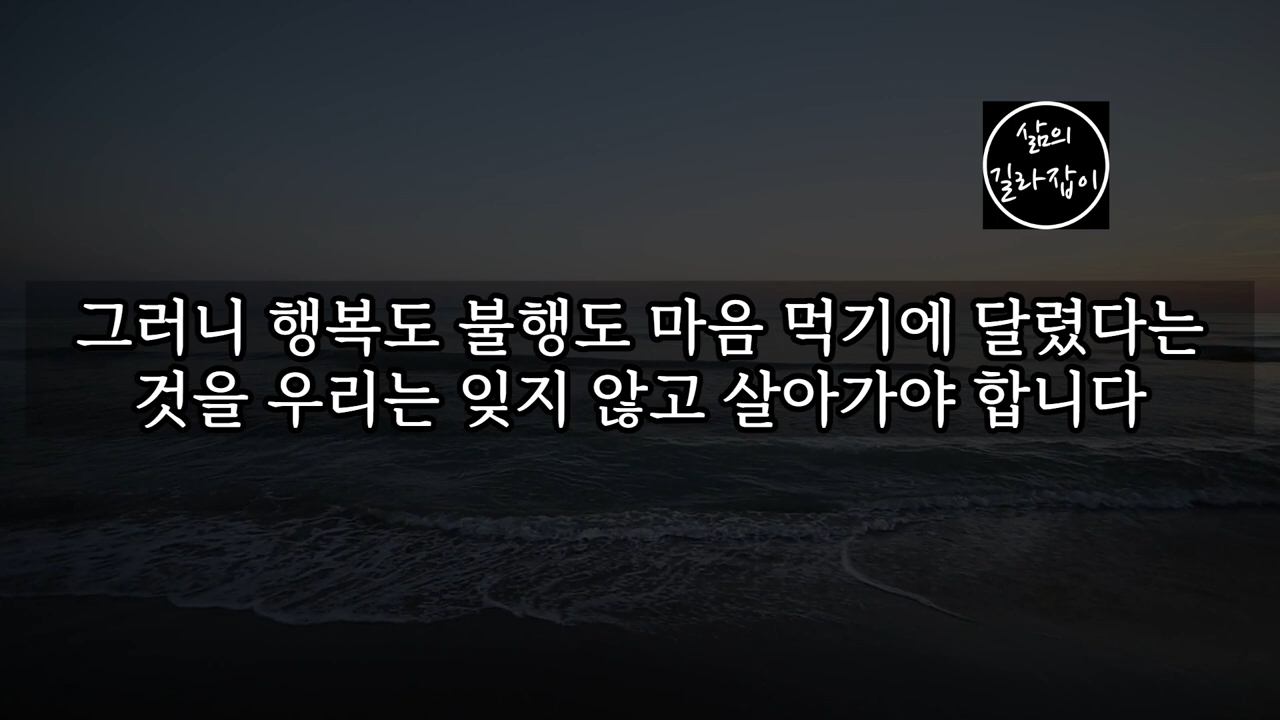 삶의
길라잡이
그러니 행복도 불행도 마음 먹기에 달렸다는
것을 우리는 잊지 않고 살아가야 합니다